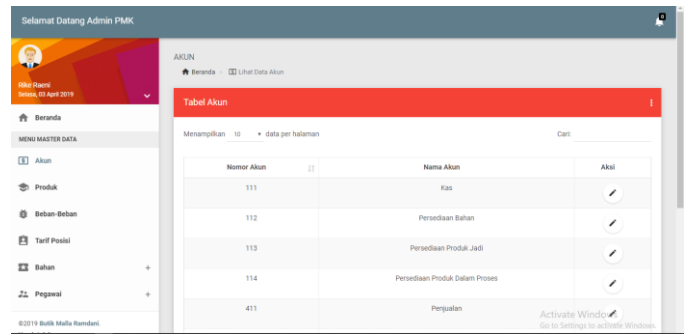 Selamat Datang Admin PMK
0
Rike Raeni
Selasa, 03 April 2019
Beranda
MENU MASTER DATA
Akun
Produk
Beban-Beban
Tarif Posisi
Bahan +
Pegawai +
©2019 Butik Malla Ramdani.
AKUN
Beranda Lihat Data Akun
Tabel Akun
Menampilkan 10 data per halaman
Cari:
Nomor Akun Nama Akun Aksi
111 Kas
112 Persediaan Bahan
113 Persediaan Produk Jadi
114 Persediaan Produk Dalam Proses
411 Penjualan
Activate Windows
Go to Settings to activate Windows.